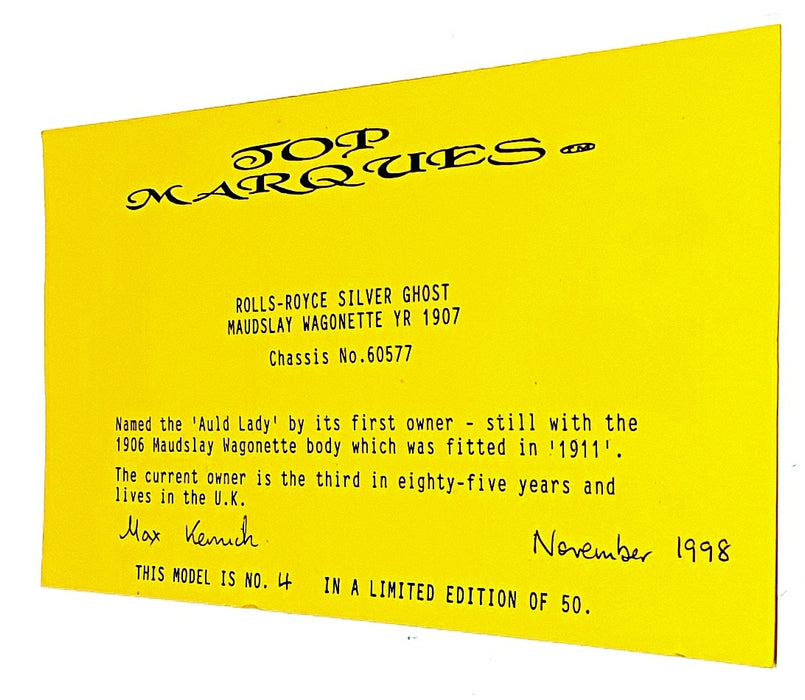 TOP
MARQUES TM
ROLLS-ROYCE SILVER GHOST
MAUDSLAY WAGONETTE YR 1907
Chassis No.60577
Named the 'Auld Lady' by its first owner - still with the
1906 Maudslay Wagonette body which was fitted in '1911'.
The current owner is the third in eighty-five years and
lives in the U.K.
Max November 1998
THIS MODEL IS NO. 4 IN A LIMITED EDITION OF 50.